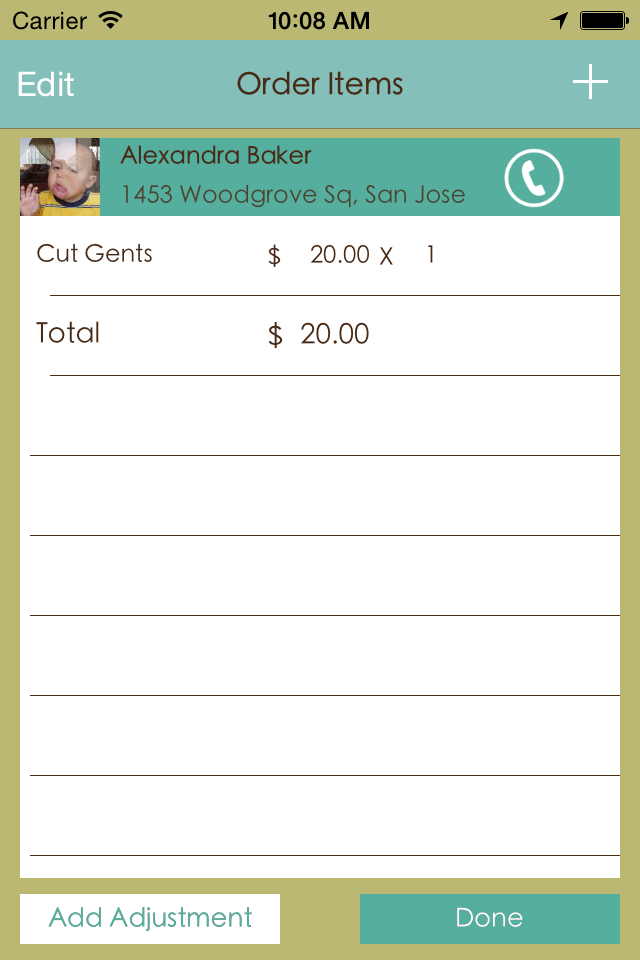 Carrier 10:08 AM
Edit Order Items +
Alexandra Baker
1453 Woodgrove Sq, San Jose
Cut Gents $ 20.00 X 1
Total $ 20.00
Add Adjustment Done